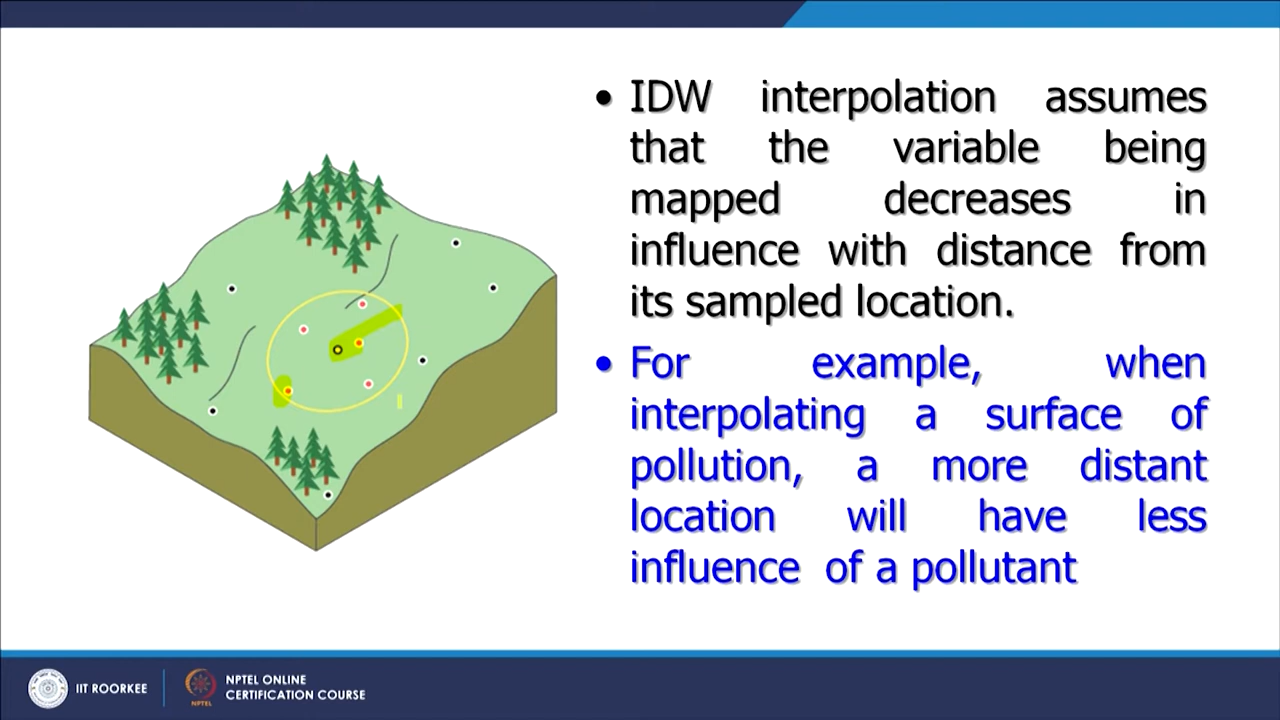 • IDW interpolation assumes
that the variable being
mapped decreases in
influence with distance from
its sampled location.
• For example, when
interpolating a surface of
pollution, a more distant
location will have less
influence of a pollutant
IIT ROORKEE
NPTEL
NPTEL ONLINE
CERTIFICATION COURSE